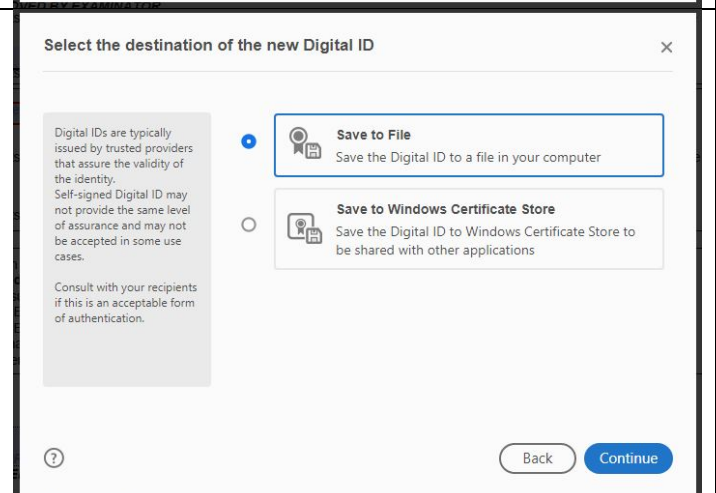 OVED BY EXAMINATOR
Select the destination of the new Digital ID
Digital IDs are typically
issued by trusted providers
that assure the validity of
the identity.
Self-signed Digital ID may
not provide the same level
of assurance and may not
be accepted in some use
cases.
Consult with your recipients
if this is an acceptable form
of authentication.
Save to File
Save the Digital ID to a file in your computer
Save to Windows Certificate Store
Save the Digital ID to Windows Certificate Store to
be shared with other applications
?
Back
Continue